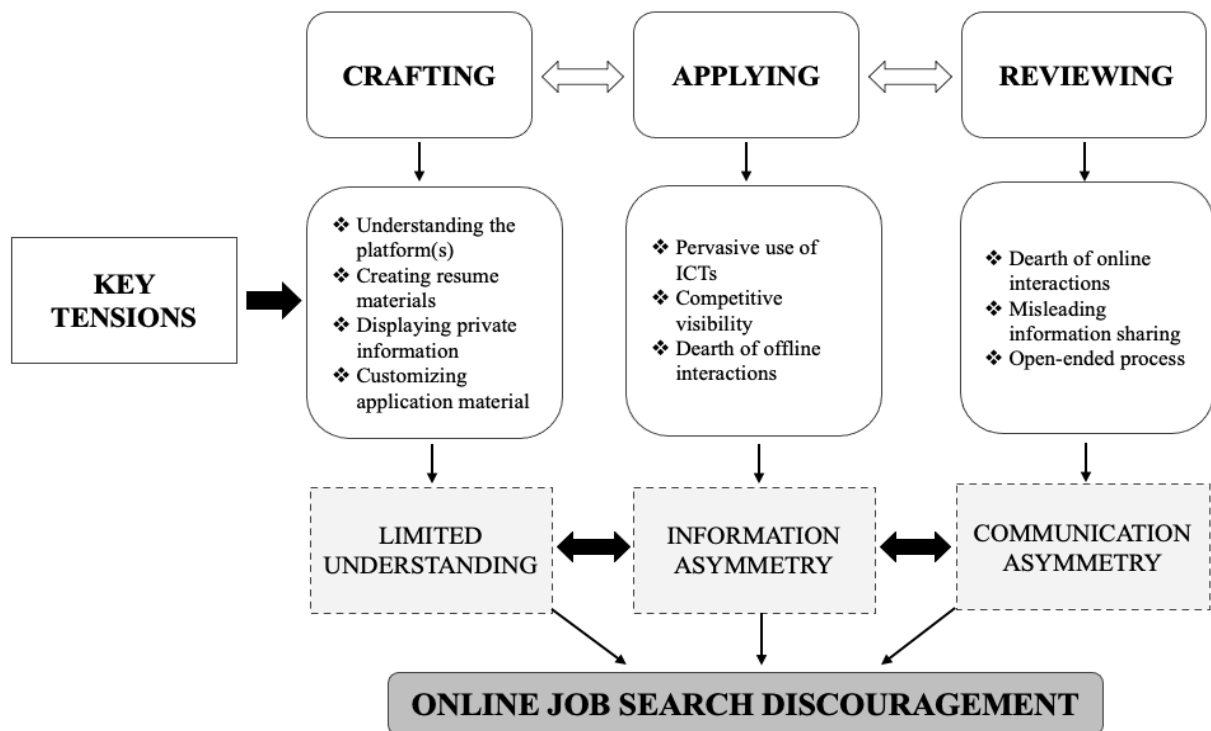 CRAFTING
APPLYING
REVIEWING
KEY
TENSIONS
❖ Understanding the
platform(s)
❖ Creating resume
materials
❖ Displaying private
information
❖ Customizing
application material
❖ Pervasive use of
ICTs
❖ Competitive
visibility
❖ Dearth of offline
interactions
❖ Dearth of online
interactions
❖ Misleading
information sharing
❖ Open-ended process
LIMITED
UNDERSTANDING
INFORMATION
ASYMMETRY
COMMUNICATION
ASYMMETRY
ONLINE JOB SEARCH DISCOURAGEMENT